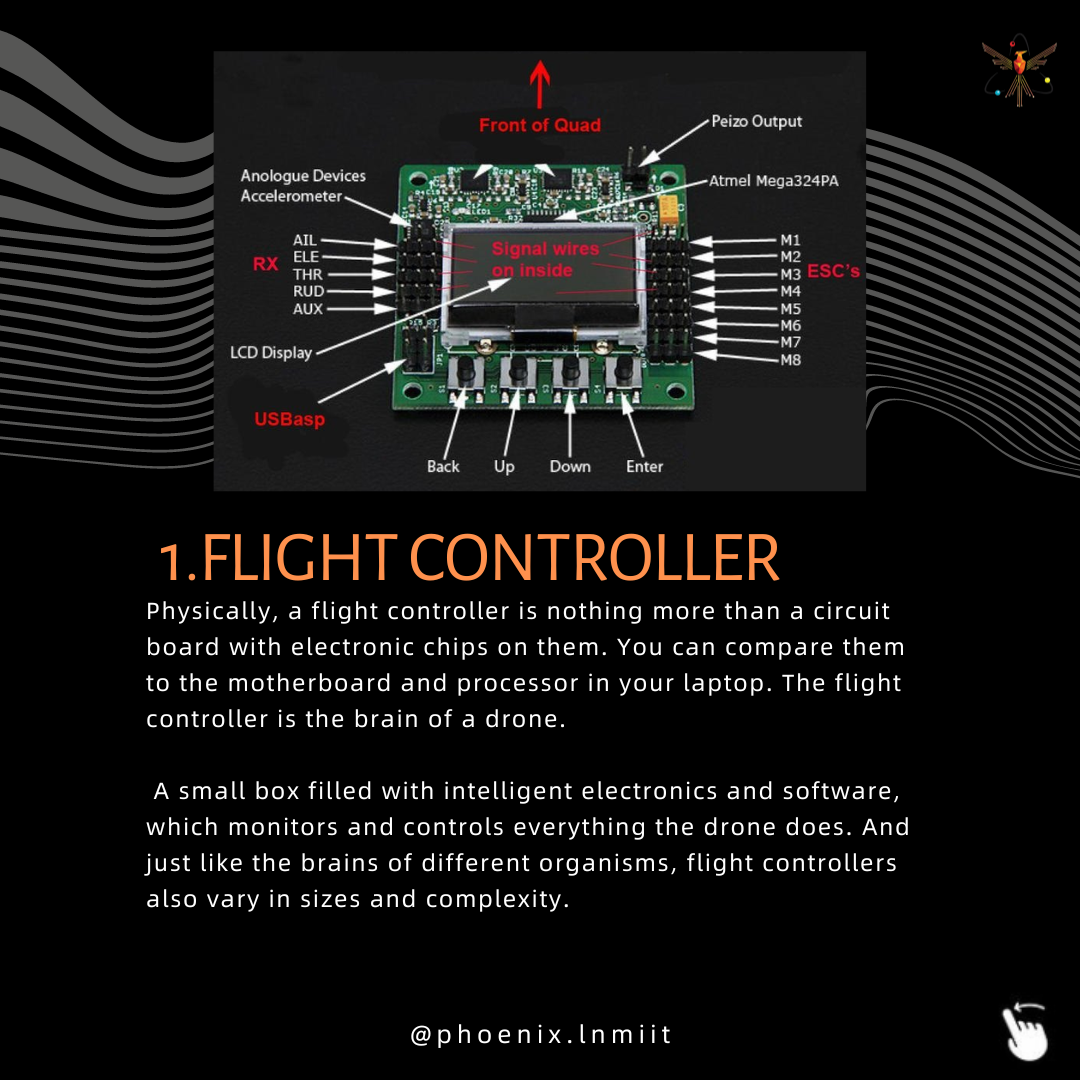 Front of Quad
Peizo Output
Anologue Devices
Accelerometer
Atmel Mega324PA
AIL
ELE
RX
THR
RUD
AUX
Signal wires
on inside
M1
M2
M3
ESC's
M4
M5
M6
M7
M8
LCD Display
USBasp
Back
Up
Down
Enter
1.FLIGHT CONTROLLER
Physically, a flight controller is nothing more than a circuit
board with electronic chips on them. You can compare them
to the motherboard and processor in your laptop. The flight
controller is the brain of a drone.
A small box filled with intelligent electronics and software,
which monitors and controls everything the drone does. And
just like the brains of different organisms, flight controllers
also vary in sizes and complexity.
@phoenix.lnmiit